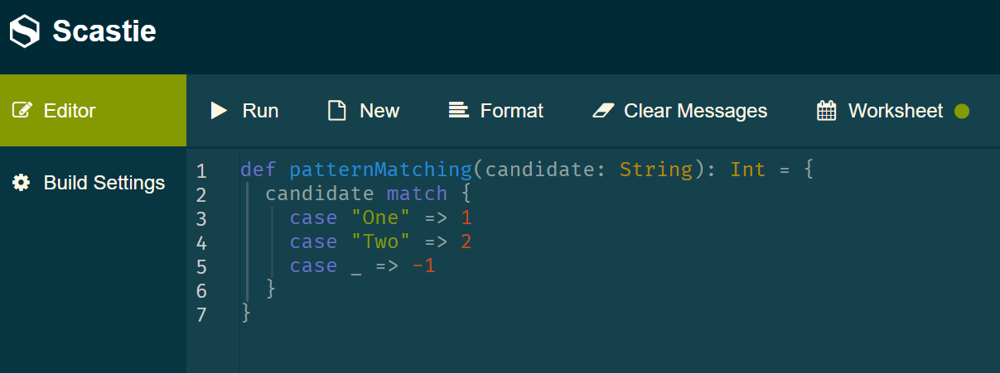 Scastie
Editor
Run
New
Format
Clear Messages
Worksheet
Build Settings
1 def patternMatching(candidate: String): Int = {
2   candidate match {
3     case "One" => 1
4     case "Two" => 2
5     case _ => -1
6   }
7 }